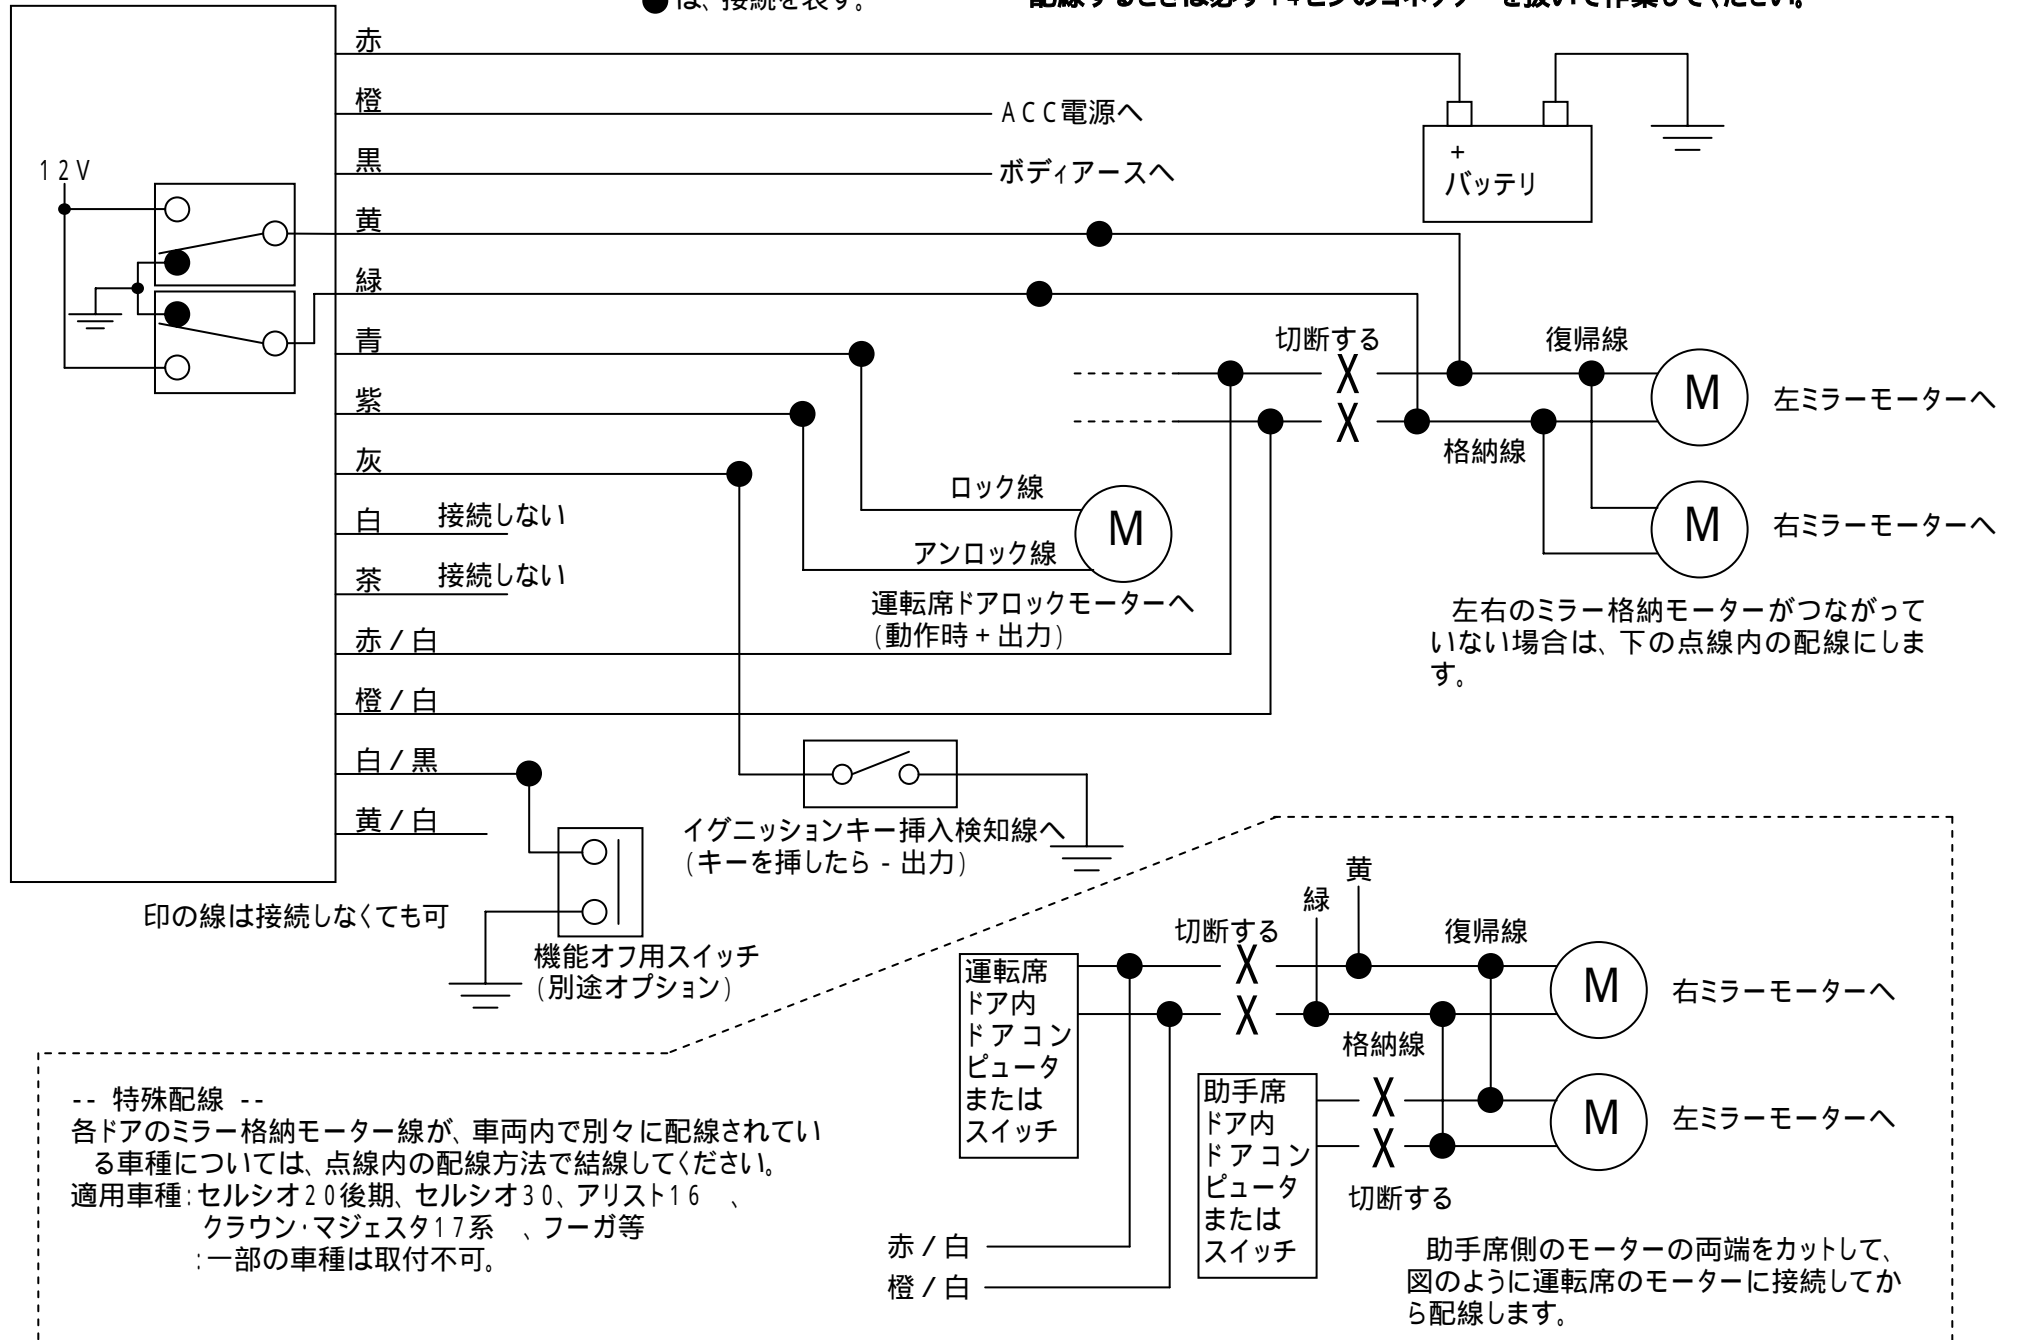 ●は、接続を表す。
配線するときは必ず14ピンのコネクターを抜いて作業してください。
赤
橙
ACC電源へ
黒
ボディアースへ
12V
+
バッテリ
黄
緑
青
切断する
復帰線
M
左ミラーモーターへ
紫
格納線
灰
ロック線
M
M
右ミラーモーターへ
白
接続しない
アンロック線
茶
接続しない
運転席ドアロックモーターへ
(動作時+出力)
左右のミラー格納モーターがつながって
いない場合は、下の点線内の配線にしま
す。
赤/白
橙/白
白/黒
黄/白
イグニッションキー挿入検知線へ
(キーを挿したら-出力)
印の線は接続しなくても可
機能オフ用スイッチ
(別途オプション)
黄
緑
切断する
復帰線
運転席
ドア内
ドアコン
ピュータ
または
スイッチ
M
右ミラーモーターへ
格納線
助手席
ドア内
ドアコン
ピュータ
または
スイッチ
M
左ミラーモーターへ
切断する
-- 特殊配線 --
各ドアのミラー格納モーター線が、車両内で別々に配線されてい
る車種については、点線内の配線方法で結線してください。
適用車種:セルシオ20後期、セルシオ30、アリスト16 、
クラウン・マジェスタ17系 、フーガ等
:一部の車種は取付不可。
赤/白
橙/白
助手席側のモーターの両端をカットして、
図のように運転席のモーターに接続してか
ら配線します。